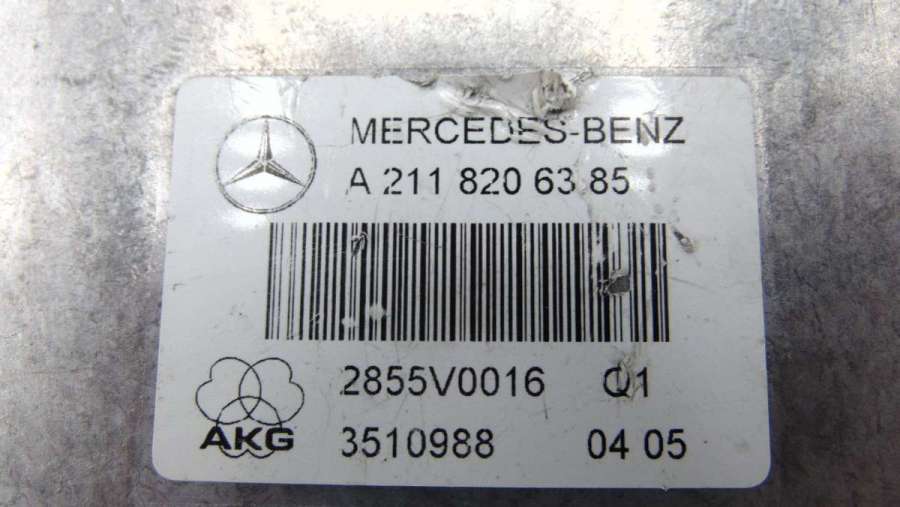 MERCEDES-BENZ
A 211 820 63 85
2855V0016 Q1
AKG 3510988 04 05